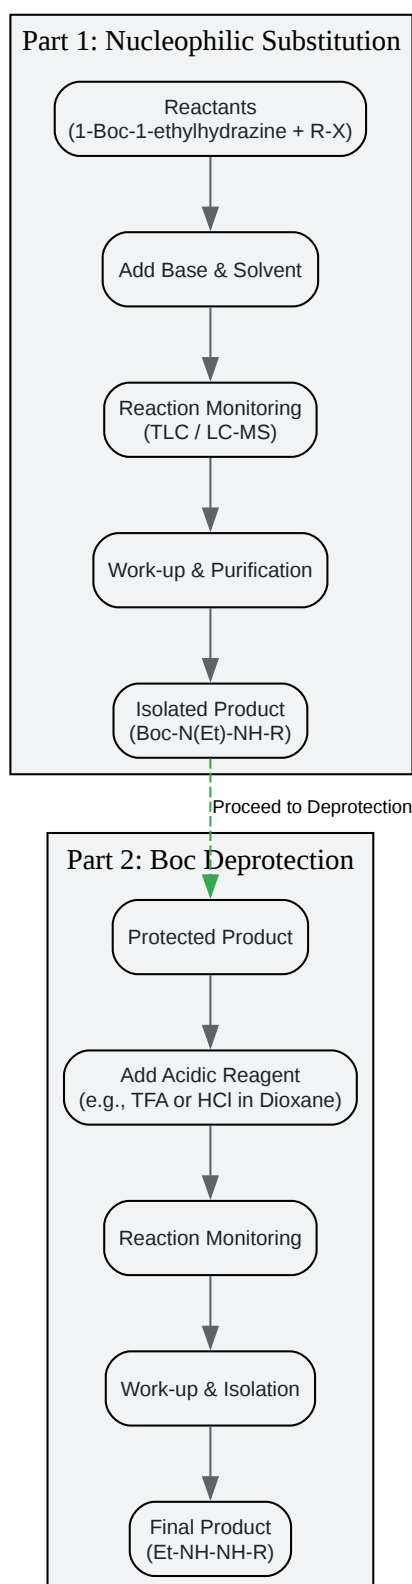 Part 1: Nucleophilic Substitution
Reactants
(1-Boc-1-ethylhydrazine + R-X)
Add Base & Solvent
Reaction Monitoring
(TLC / LC-MS)
Work-up & Purification
Isolated Product
(Boc-N(Et)-NH-R)
Proceed to Deprotection
Part 2: Boc Deprotection
Protected Product
Add Acidic Reagent
(e.g., TFA or HCl in Dioxane)
Reaction Monitoring
Work-up & Isolation
Final Product
(Et-NH-NH-R)